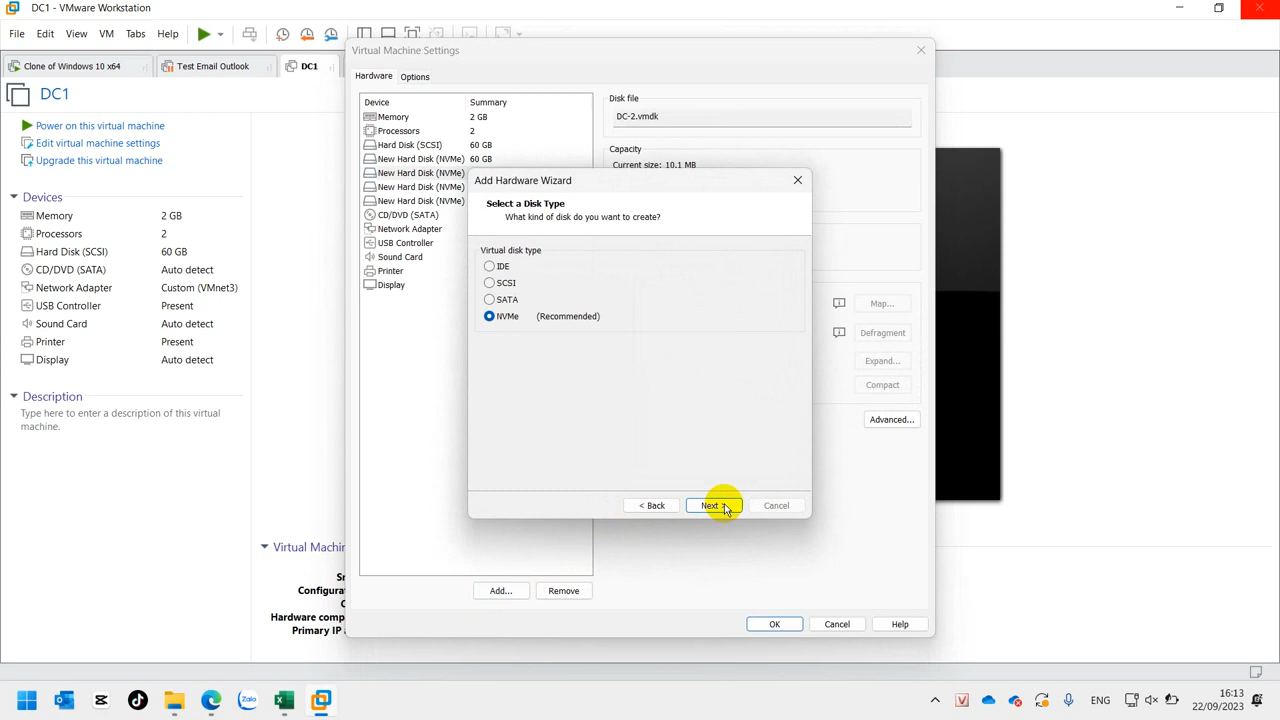 DC1 - VMware Workstation
File Edit View VM Tabs Help
Clone of Windows 10 x64
Test Email Outlook
DC1
DC1
Power on this virtual machine
Edit virtual machine settings
Upgrade this virtual machine
Devices
Memory 2 GB
Processors 2
Hard Disk (SCSI) 60 GB
CD/DVD (SATA) Auto detect
Network Adapter Custom (VMnet3)
USB Controller Present
Sound Card Auto detect
Printer Present
Display Auto detect
Description
Type here to enter a description of this virtual
machine.
Virtual Machin
Configurat
Hardware comp
Primary IP
Virtual Machine Settings
Hardware Options
Device Summary
Memory 2 GB
Processors 2
Hard Disk (SCSI) 60 GB
New Hard Disk (NVMe) 60 GB
New Hard Disk (NVMe)
New Hard Disk (NVMe)
New Hard Disk (NVMe)
CD/DVD (SATA)
Network Adapter
USB Controller
Sound Card
Printer
Display
Add... Remove
Disk file
DC-2.vmdk
Capacity
Current size: 10.1 MB
Map...
Defragment
Expand...
Compact
Advanced...
OK Cancel Help
Add Hardware Wizard
Select a Disk Type
What kind of disk do you want to create?
Virtual disk type
IDE
SCSI
SATA
NVMe (Recommended)
< Back Next > Cancel
Zalo
ENG
16:13
22/09/2023